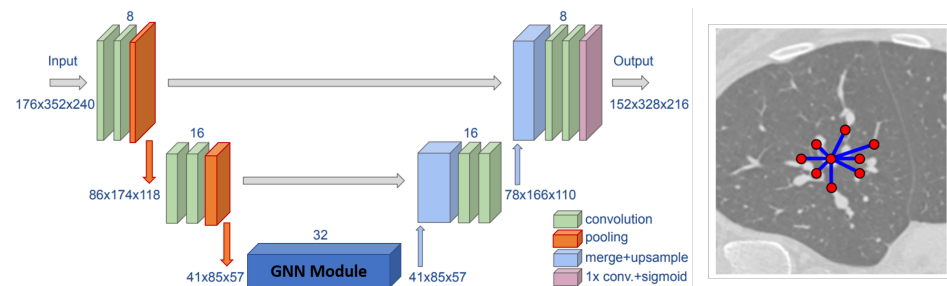 8
8
Input
Output
176x352x240
152x328x216
16
16
86x174x118
78x166x110
convolution
pooling
merge+upsample
1x conv.+sigmoid
32
GNN Module
41x85x57
41x85x57